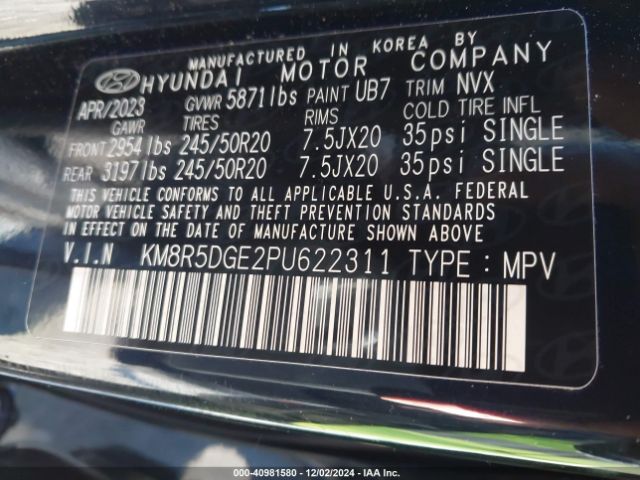 MANUFACTURED IN KOREA BY
HYUNDAI MOTOR COMPANY
APR/2023 GVWR 5871lbs PAINT UB7 TRIM NVX
GAWR TIRES RIMS COLD TIRE INFL
FRONT 2954lbs 245/50R20 7.5JX20 35psi SINGLE
REAR 3197lbs 245/50R20 7.5JX20 35psi SINGLE
THIS VEHICLE CONFORMS TO ALL APPLICABLE U.S.A. FEDERAL
MOTOR VEHICLE SAFETY AND THEFT PREVENTION STANDARDS
IN EFFECT ON THE DATE OF MANUFACTURE SHOWN ABOVE
V.I.N KM8R5DGE2PU622311 TYPE : MPV
000-40981580 - 12/02/2024 - IAA Inc.